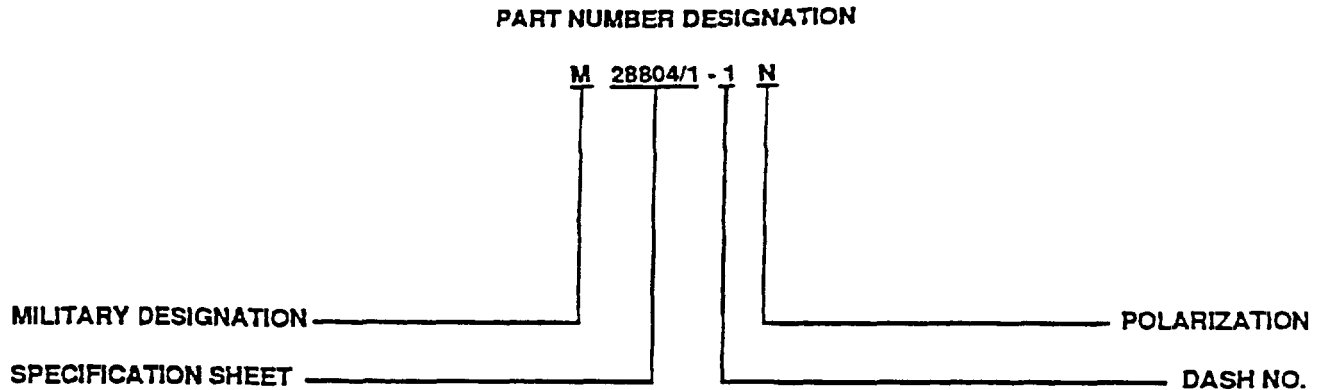 PART NUMBER DESIGNATION
M 28804/1 - 1 N
MILITARY DESIGNATION
POLARIZATION
SPECIFICATION SHEET
DASH NO.